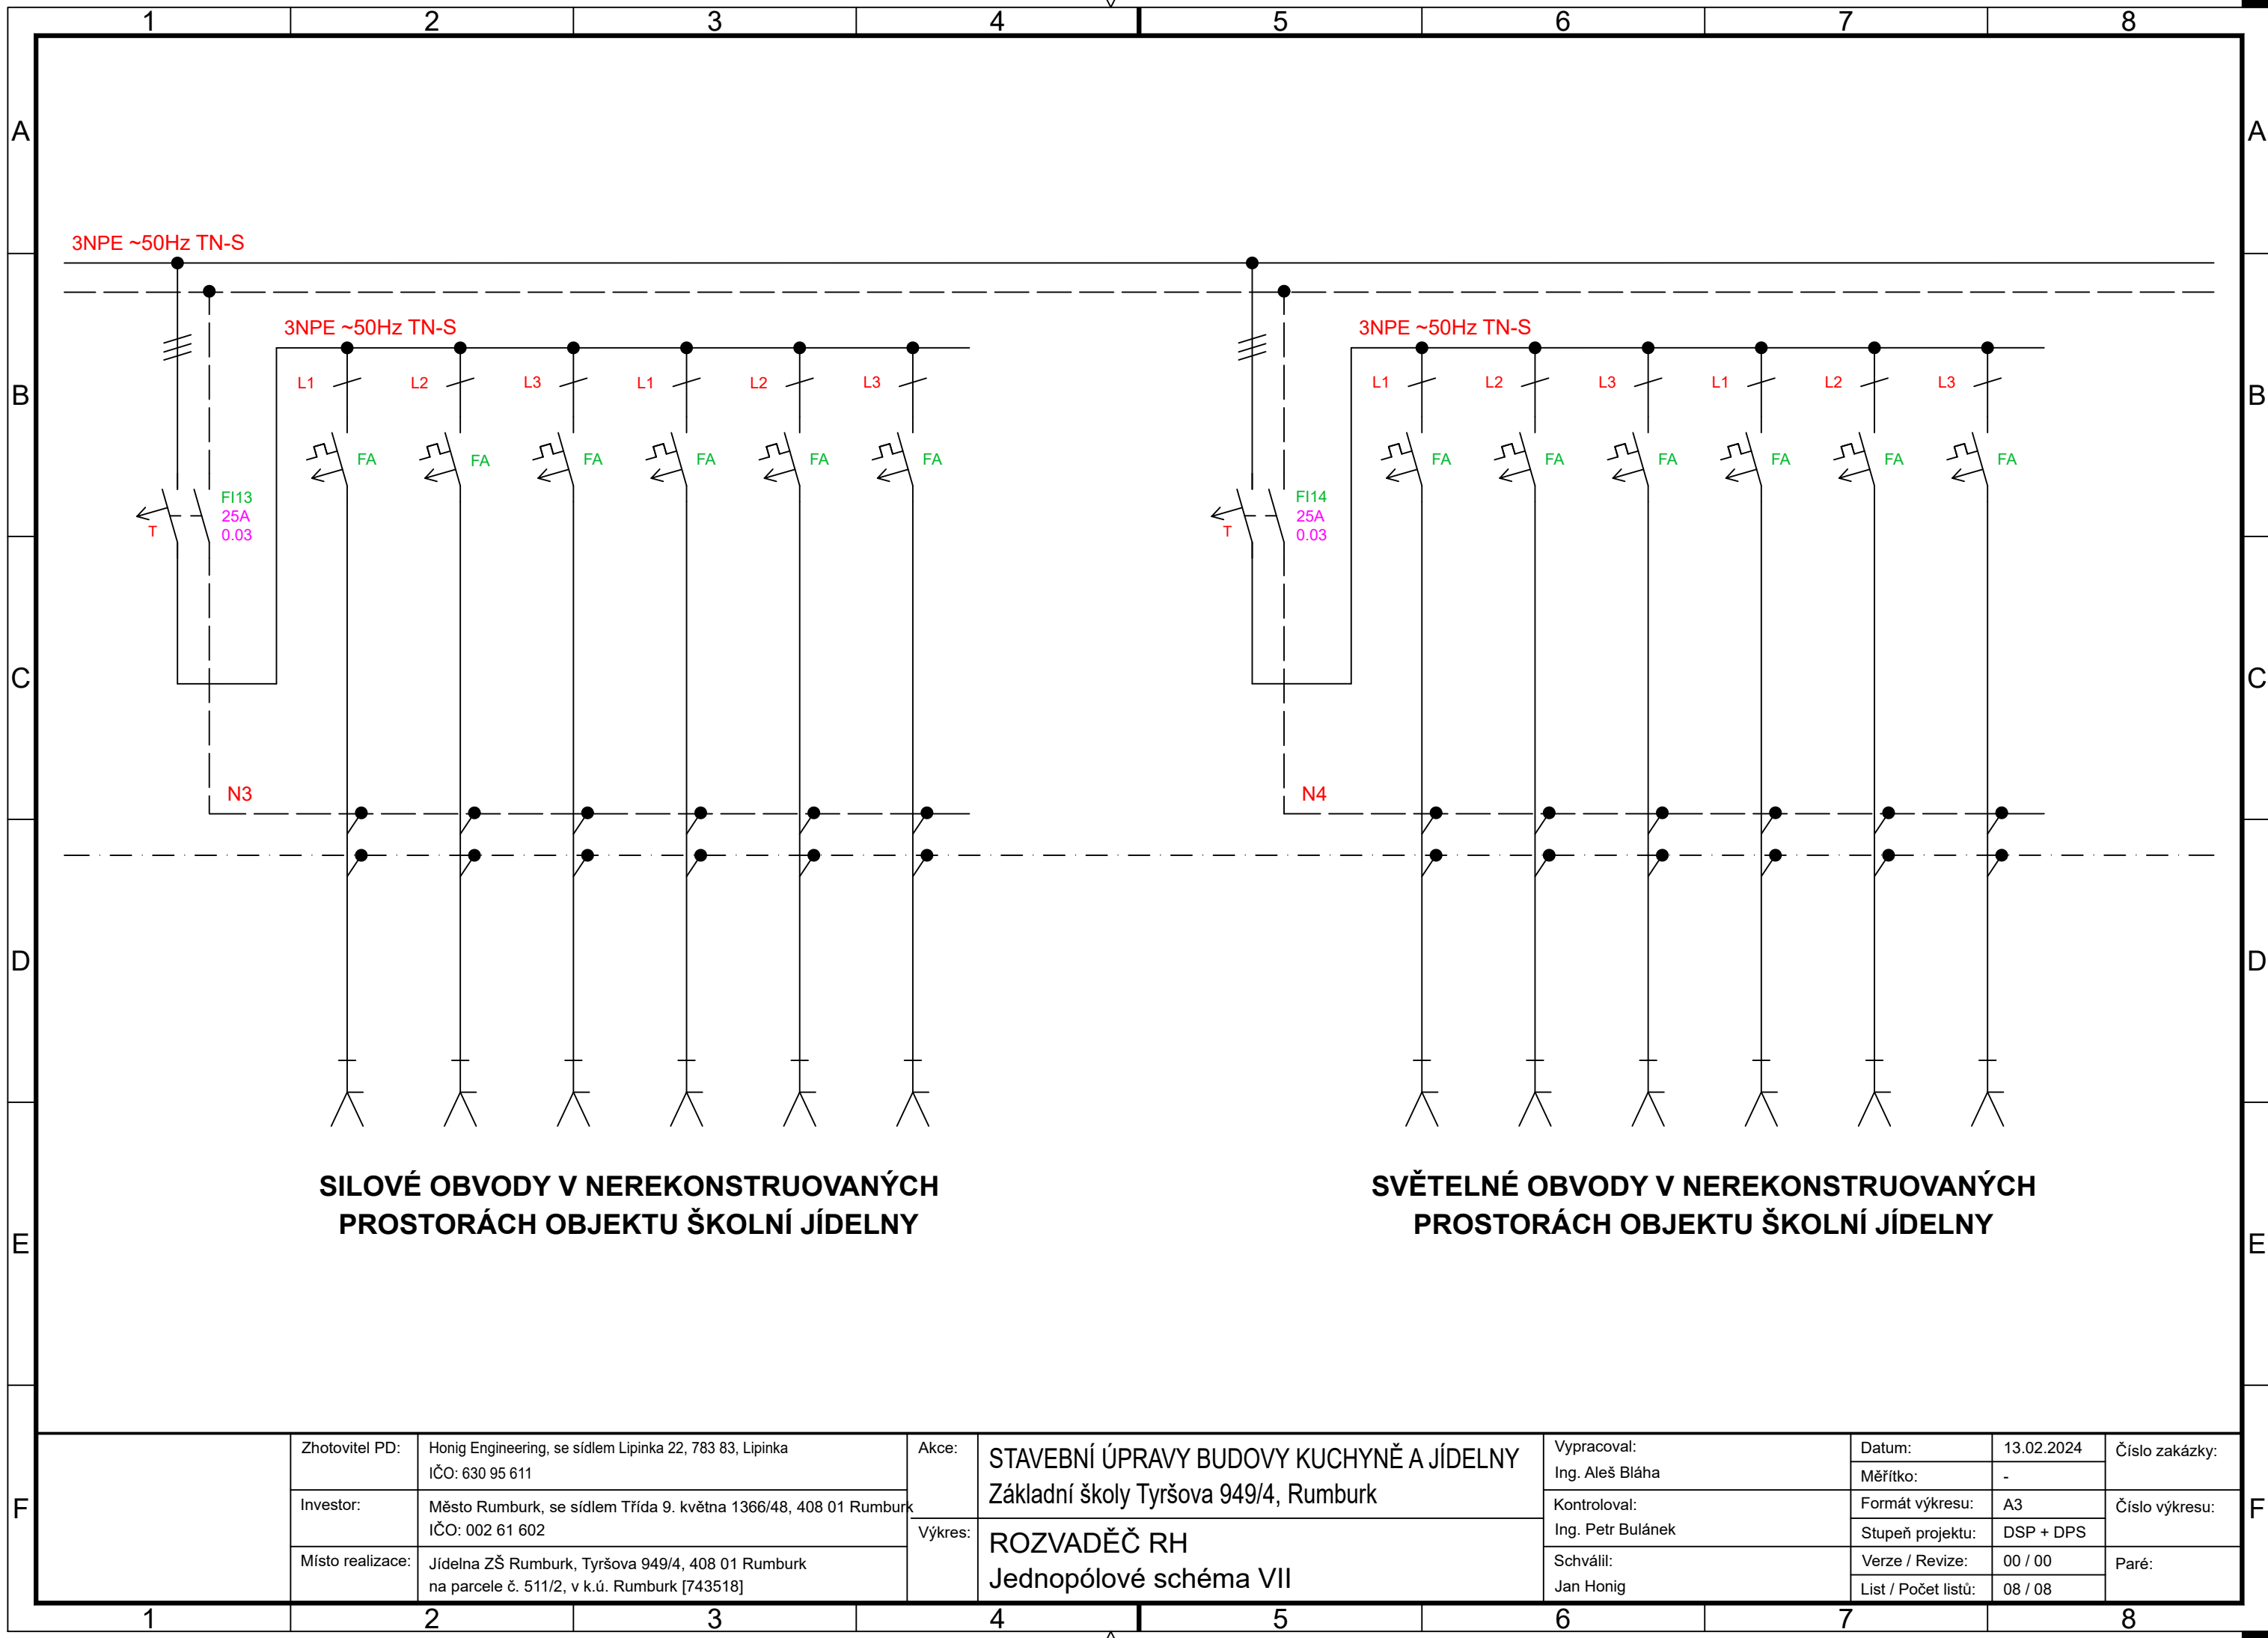 1 2 3 4 5 6 7 8
A A
3NPE ~50Hz TN-S
3NPE ~50Hz TN-S 3NPE ~50Hz TN-S
L1 L2 L3 L1 L2 L3 L1 L2 L3 L1 L2 L3
B B
FA FA FA FA FA FA FA FA FA FA FA FA
FI13 FI14
25A 25A
T 0.03 T 0.03
C C
N3 N4
D D
SILOVÉ OBVODY V NEREKONSTRUOVANÝCH
PROSTORÁCH OBJEKTU ŠKOLNÍ JÍDELNY
SVĚTELNÉ OBVODY V NEREKONSTRUOVANÝCH
PROSTORÁCH OBJEKTU ŠKOLNÍ JÍDELNY
E E
F F
Zhotovitel PD: Honig Engineering, se sídlem Lipinka 22, 783 83, Lipinka
IČO: 630 95 611
Investor: Město Rumburk, se sídlem Třída 9. května 1366/48, 408 01 Rumburk
IČO: 002 61 602
Místo realizace: Jídelna ZŠ Rumburk, Tyršova 949/4, 408 01 Rumburk
na parcele č. 511/2, v k.ú. Rumburk [743518]
Akce: STAVEBNÍ ÚPRAVY BUDOVY KUCHYNĚ A JÍDELNY
Základní školy Tyršova 949/4, Rumburk
Výkres: ROZVADĚČ RH
Jednopólové schéma VII
Vypracoval:
Ing. Aleš Bláha
Kontroloval:
Ing. Petr Bulánek
Schválil:
Jan Honig
Datum: 13.02.2024
Měřítko: -
Formát výkresu: A3
Stupeň projektu: DSP + DPS
Verze / Revize: 00 / 00
List / Počet listů: 08 / 08
Číslo zakázky:
Číslo výkresu:
Paré:
1 2 3 4 5 6 7 8